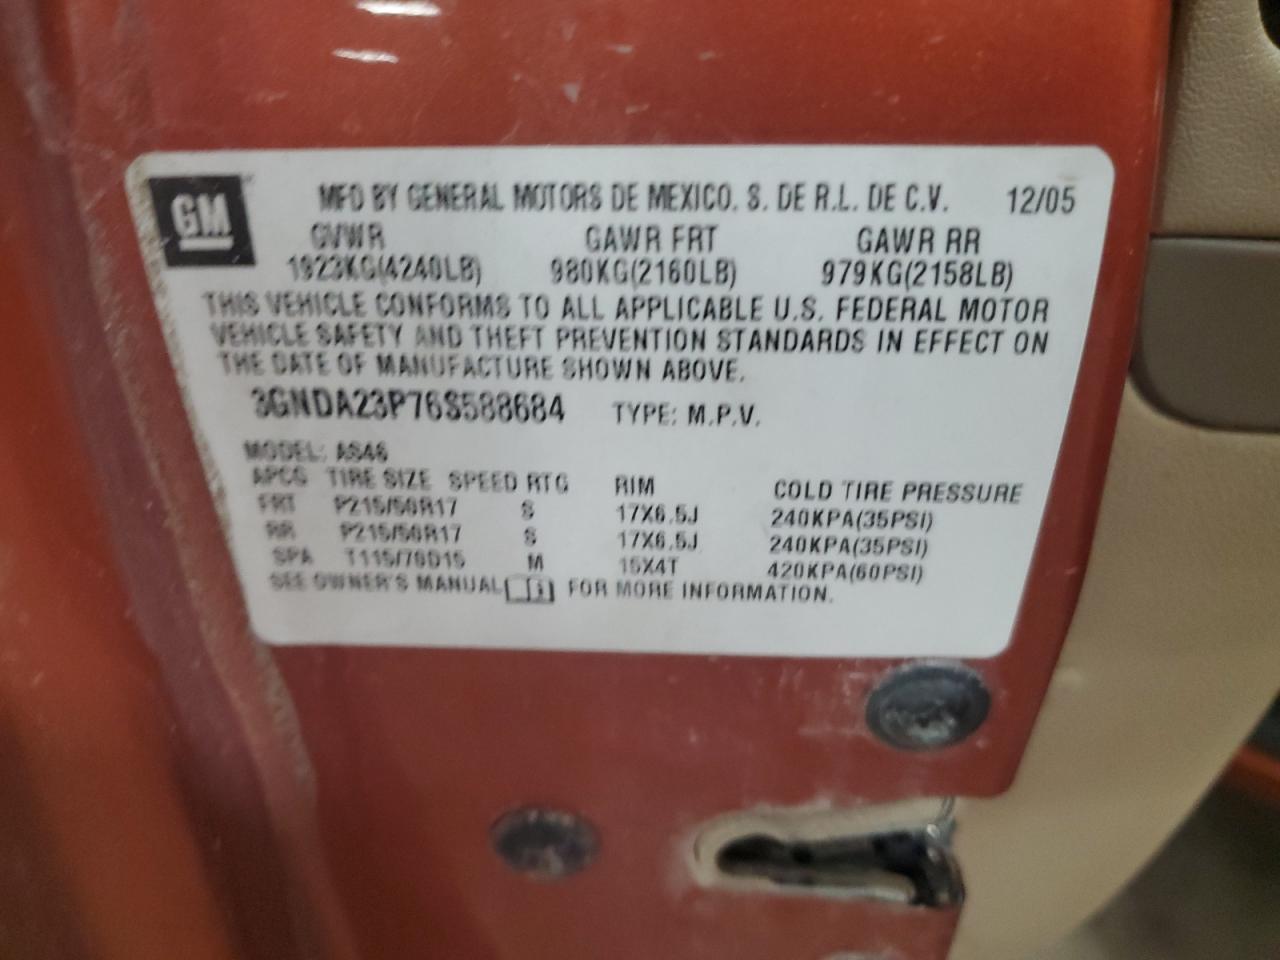 GM MFD BY GENERAL MOTORS DE MEXICO. S. DE R.L. DE C.V. 12/05
GVWR GAWR FRT GAWR RR
1923KG(4240LB) 980KG(2160LB) 979KG(2158LB)
THIS VEHICLE CONFORMS TO ALL APPLICABLE U.S. FEDERAL MOTOR
VEHICLE SAFETY AND THEFT PREVENTION STANDARDS IN EFFECT ON
THE DATE OF MANUFACTURE SHOWN ABOVE.
3GNDA23P76S588684 TYPE: M.P.V.
MODEL: AS46
APCG TIRE SIZE SPEED RTG RIM COLD TIRE PRESSURE
FRT P215/50R17 S 17X6.5J 240KPA(35PSI)
RR P215/50R17 S 17X6.5J 240KPA(35PSI)
SPA T115/70D15 M 15X4T 420KPA(60PSI)
SEE OWNER'S MANUAL FOR MORE INFORMATION.